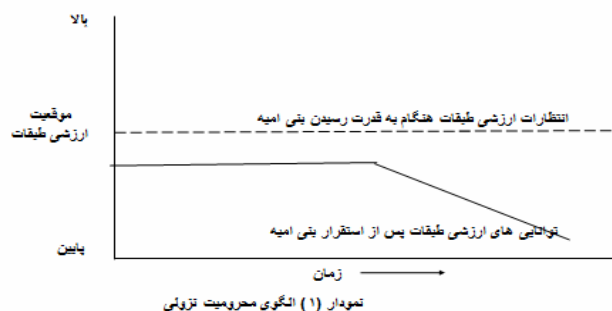 بالا
انتظارات ارزشی طبقات هنگام به قدرت رسیدن بنی امیه
موقعیت
ارزشی طبقات
توانایی های ارزشی طبقات پس از استقرار بنی امیه
پایین
زمان
نمودار (۱) الگوی محرومیت نزولی